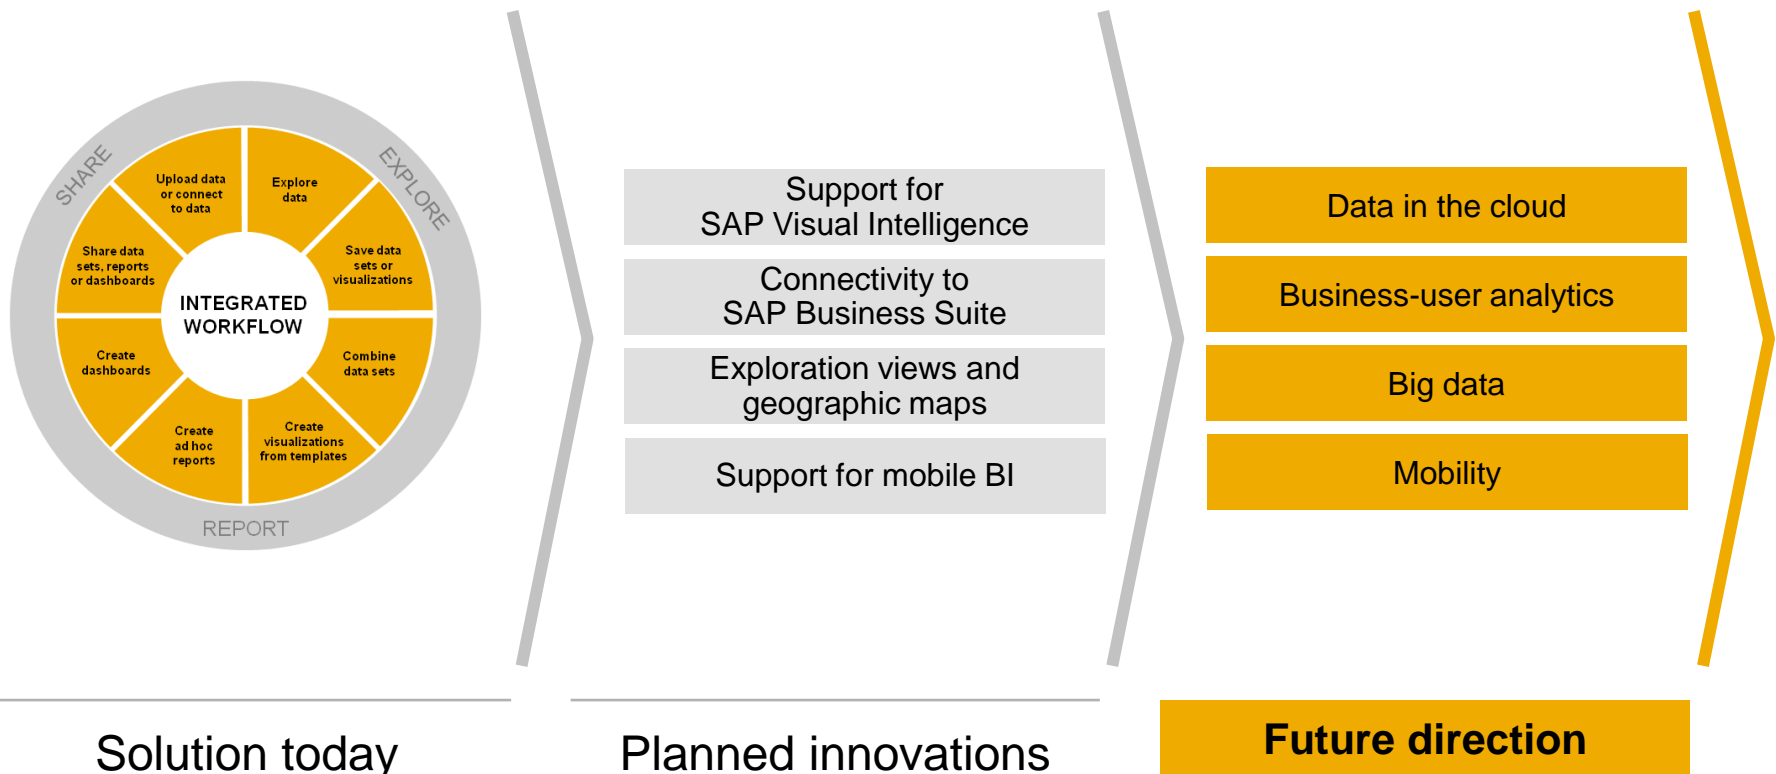 SHARE
EXPLORE
REPORT
Upload data
or connect
to data
Explore
data
Save data
sets or
visualizations
Combine
data sets
Create
visualizations
from templates
Create
ad hoc
reports
Create
dashboards
Share data
sets, reports
or dashboards
INTEGRATED
WORKFLOW
Solution today
Support for
SAP Visual Intelligence
Connectivity to
SAP Business Suite
Exploration views and
geographic maps
Support for mobile BI
Planned innovations
Data in the cloud
Business-user analytics
Big data
Mobility
Future direction